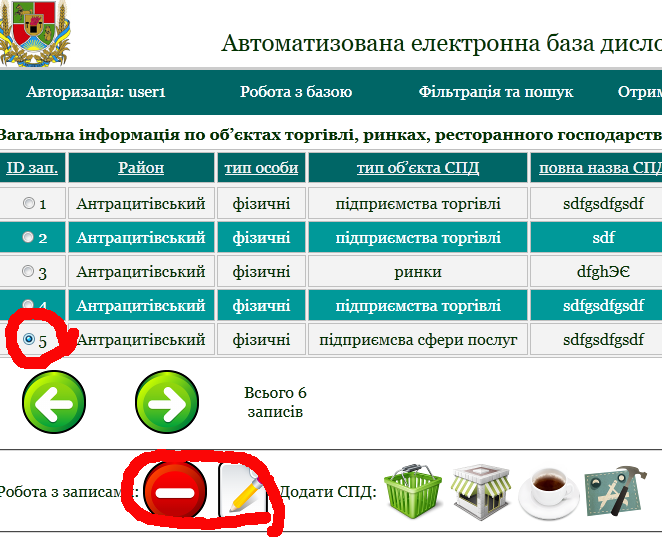 Автоматизована електронна база дисло
Авторизація: user1 Робота з базою Фільтрація та пошук Отрим
Загальна інформація по об'єктах торгівлі, ринках, ресторанного господарств
ID зап. Район тип особи тип об'єкта СПД повна назва СПД
1 Антрацитівський фізичні підприємства торгівлі sdfgsdfgsdf
2 Антрацитівський фізичні підприємства торгівлі sdf
3 Антрацитівський фізичні ринки dfghЭЄ
4 Антрацитівський фізичні підприємства торгівлі sdfgsdfgsdf
5 Антрацитівський фізичні підприємсва сфери послуг sdfgsdfgsdf
Всього 6
записів
Робота з записами: Додати СПД: